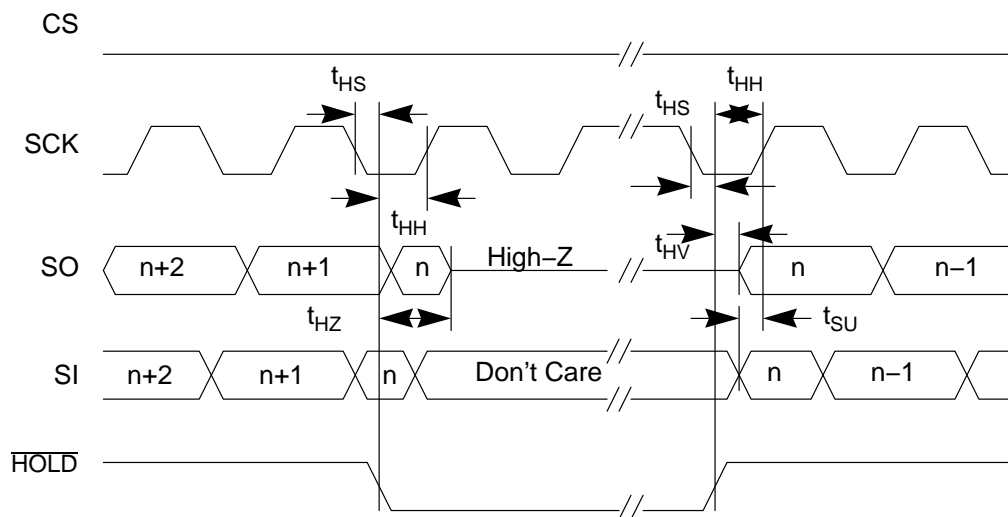 CS
tHS
tHH
tHS
SCK
tHH
tHV
SO
n+2
n+1
n
High–Z
n
n–1
tHZ
tSU
SI
n+2
n+1
n
Don't Care
n
n–1
HOLD